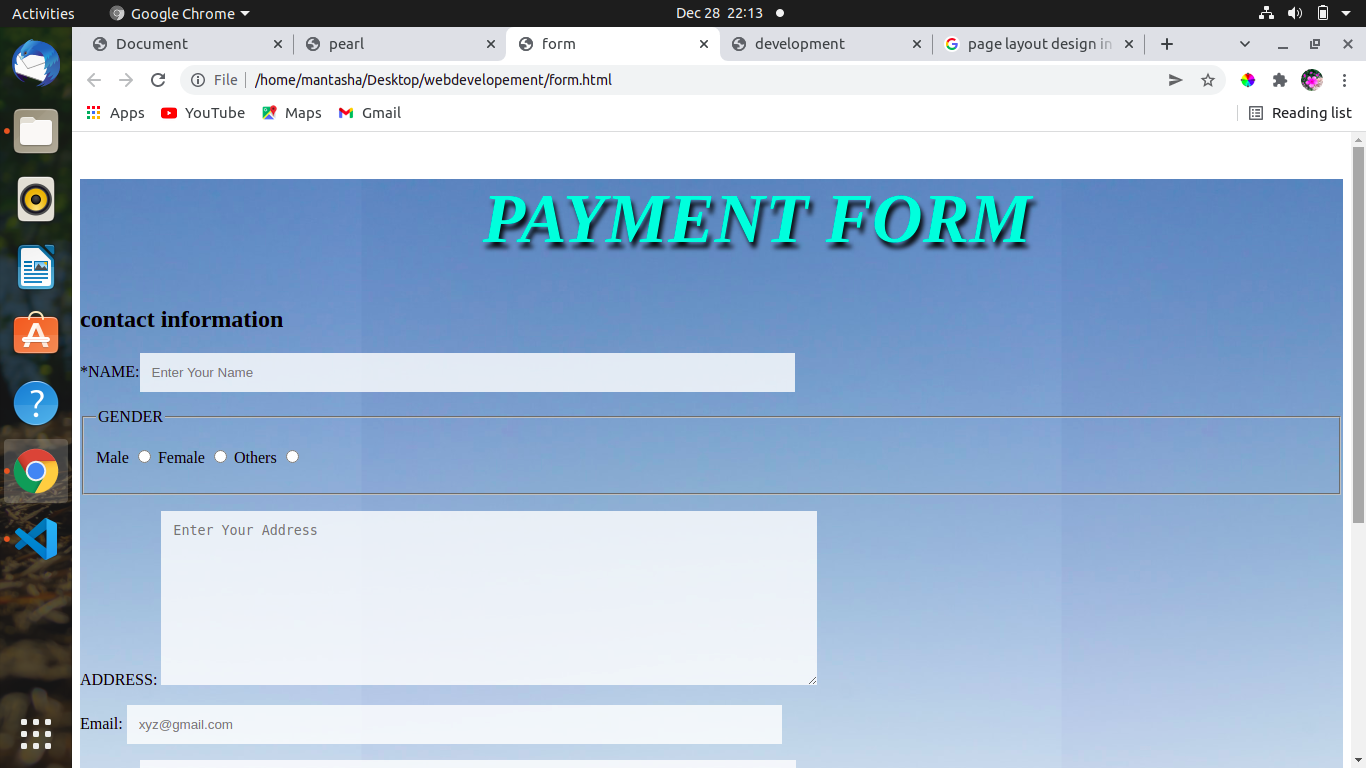 Activities Google Chrome Dec 28 22:13
Document pearl form development page layout design in
File /home/mantasha/Desktop/webdevelopement/form.html
Apps YouTube Maps Gmail Reading list
PAYMENT FORM
contact information
*NAME: Enter Your Name
GENDER
Male Female Others
Enter Your Address
ADDRESS:
Email: xyz@gmail.com